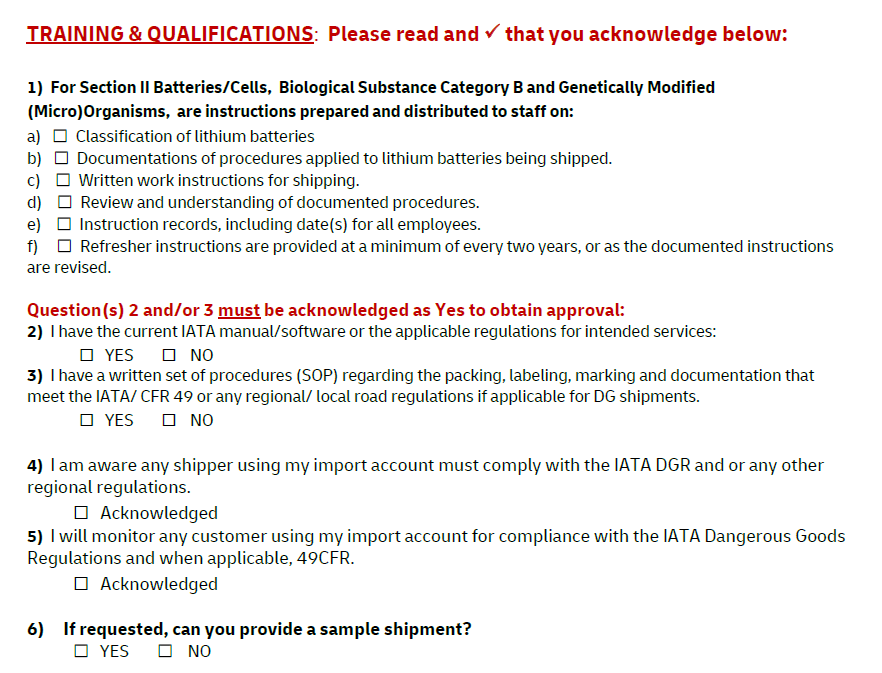 TRAINING & QUALIFICATIONS: Please read and ✓ that you acknowledge below:
1) For Section II Batteries/Cells, Biological Substance Category B and Genetically Modified
(Micro)Organisms, are instructions prepared and distributed to staff on:
a) ☐ Classification of lithium batteries
b) ☐ Documentations of procedures applied to lithium batteries being shipped.
c) ☐ Written work instructions for shipping.
d) ☐ Review and understanding of documented procedures.
e) ☐ Instruction records, including date(s) for all employees.
f) ☐ Refresher instructions are provided at a minimum of every two years, or as the documented instructions
are revised.
Question(s) 2 and/or 3 must be acknowledged as Yes to obtain approval:
2) I have the current IATA manual/software or the applicable regulations for intended services:
☐ YES ☐ NO
3) I have a written set of procedures (SOP) regarding the packing, labeling, marking and documentation that
meet the IATA/ CFR 49 or any regional/ local road regulations if applicable for DG shipments.
☐ YES ☐ NO
4) I am aware any shipper using my import account must comply with the IATA DGR and or any other
regional regulations.
☐ Acknowledged
5) I will monitor any customer using my import account for compliance with the IATA Dangerous Goods
Regulations and when applicable, 49CFR.
☐ Acknowledged
6) If requested, can you provide a sample shipment?
☐ YES ☐ NO